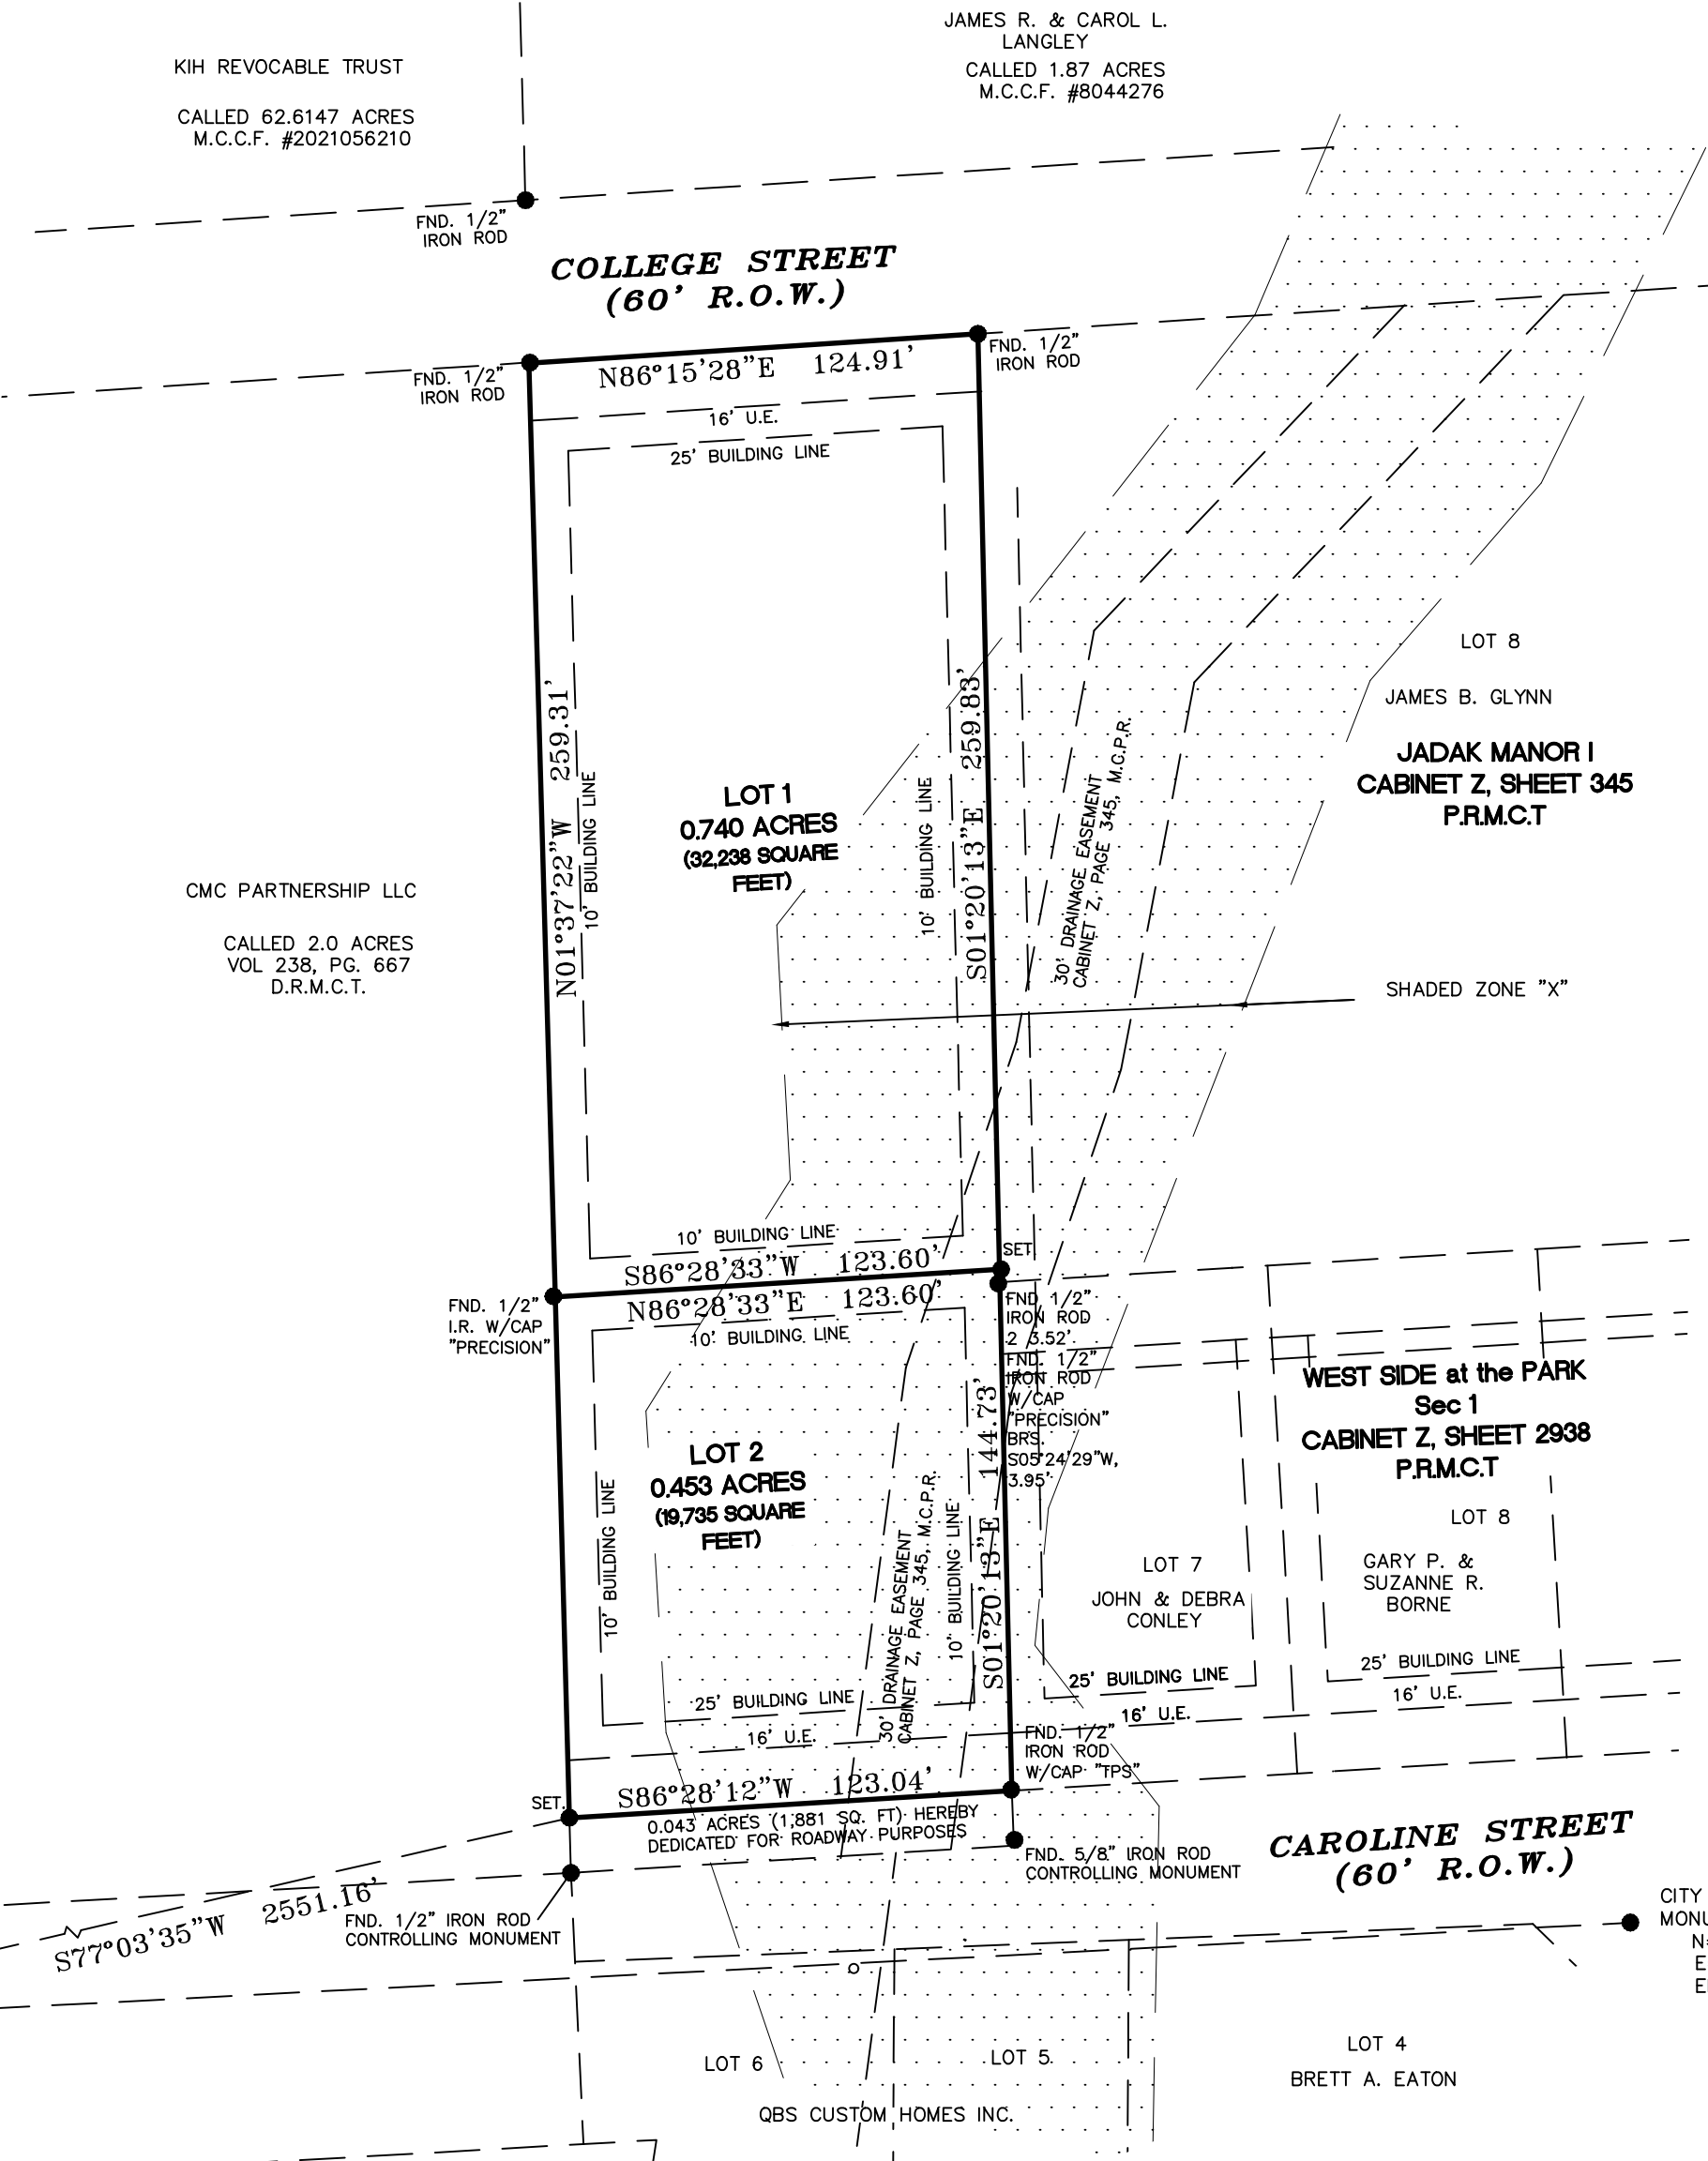 JAMES R. & CAROL L.
LANGLEY
CALLED 1.87 ACRES
M.C.C.F. #8044276
KIH REVOCABLE TRUST
CALLED 62.6147 ACRES
M.C.C.F. #2021056210
FND. 1/2"
IRON ROD
COLLEGE STREET
(60' R.O.W.)
FND. 1/2"
IRON ROD
N86°15'28"E 124.91'
FND. 1/2"
IRON ROD
16' U.E.
25' BUILDING LINE
LOT 8
JAMES B. GLYNN
JADAK MANOR I
CABINET Z, SHEET 345
P.R.M.C.T
N01°37'22"W 259.31'
10' BUILDING LINE
LOT 1
0.740 ACRES
(32,238 SQUARE
FEET)
10' BUILDING LINE
S01°20'13"E 259.83'
30' DRAINAGE EASEMENT
CABINET Z, PAGE 345, M.C.P.R.
CMC PARTNERSHIP LLC
CALLED 2.0 ACRES
VOL 238, PG. 667
D.R.M.C.T.
SHADED ZONE "X"
10' BUILDING LINE
S86°28'33"W 123.60'
SET
N86°28'33"E 123.60'
10' BUILDING LINE
FND. 1/2"
I.R. W/CAP
"PRECISION"
FND 1/2"
IRON ROD
2 3.52'
FND. 1/2"
IRON ROD
W/CAP
"PRECISION"
BRS.
S05°24'29"W,
3.95'
WEST SIDE at the PARK
Sec 1
CABINET Z, SHEET 2938
P.R.M.C.T
LOT 2
0.453 ACRES
(19,735 SQUARE
FEET)
10' BUILDING LINE
30' DRAINAGE EASEMENT
CABINET Z, PAGE 345, M.C.P.R.
10' BUILDING LINE
S01°20'13"E 144.73'
LOT 8
GARY P. &
SUZANNE R.
BORNE
LOT 7
JOHN & DEBRA
CONLEY
25' BUILDING LINE
25' BUILDING LINE
25' BUILDING LINE
16' U.E.
16' U.E.
16' U.E.
FND. 1/2"
IRON ROD
W/CAP "TPS"
SET.
S86°28'12"W 123.04'
0.043 ACRES (1,881 SQ. FT) HEREBY
DEDICATED FOR ROADWAY PURPOSES
FND. 5/8" IRON ROD
CONTROLLING MONUMENT
CAROLINE STREET
(60' R.O.W.)
S77°03'35"W 2551.16'
FND. 1/2" IRON ROD
CONTROLLING MONUMENT
CITY
LOT 6
LOT 5
QBS CUSTOM HOMES INC.
LOT 4
BRETT A. EATON